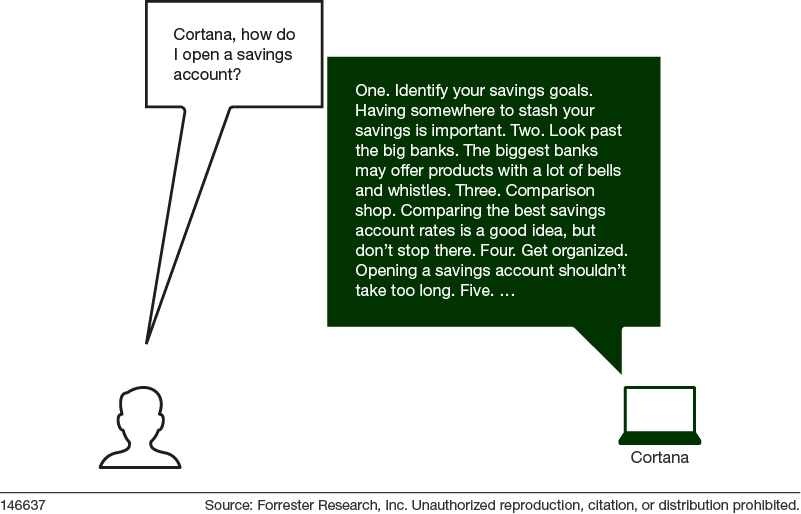 Cortana, how do
I open a savings
account?
One. Identify your savings goals.
Having somewhere to stash your
savings is important. Two. Look past
the big banks. The biggest banks
may offer products with a lot of bells
and whistles. Three. Comparison
shop. Comparing the best savings
account rates is a good idea, but
don’t stop there. Four. Get organized.
Opening a savings account shouldn’t
take too long. Five. …
Cortana
146637 Source: Forrester Research, Inc. Unauthorized reproduction, citation, or distribution prohibited.